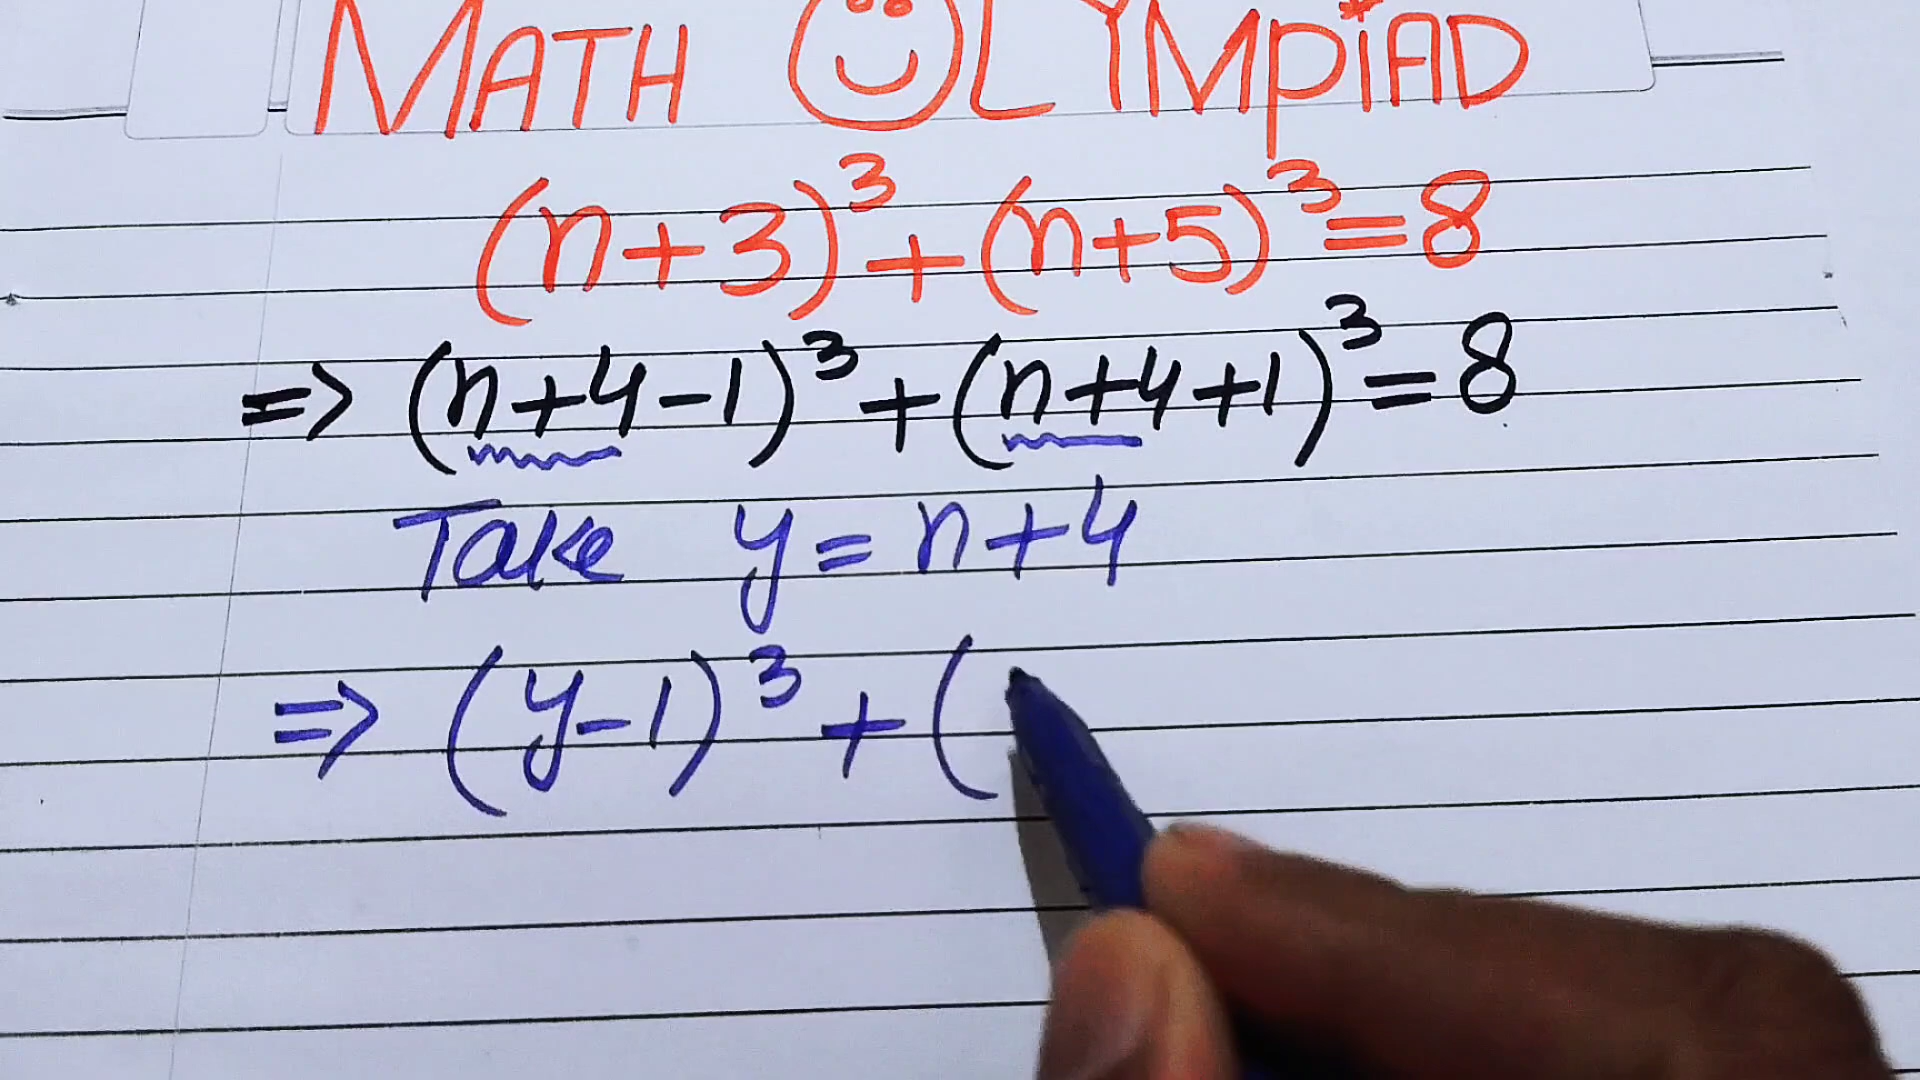 MATH OLYMPiAD
(n+3)³+(n+5)³=8
=> (n+4-1)³+(n+4+1)³=8
Take y=n+4
=> (y-1)³+(